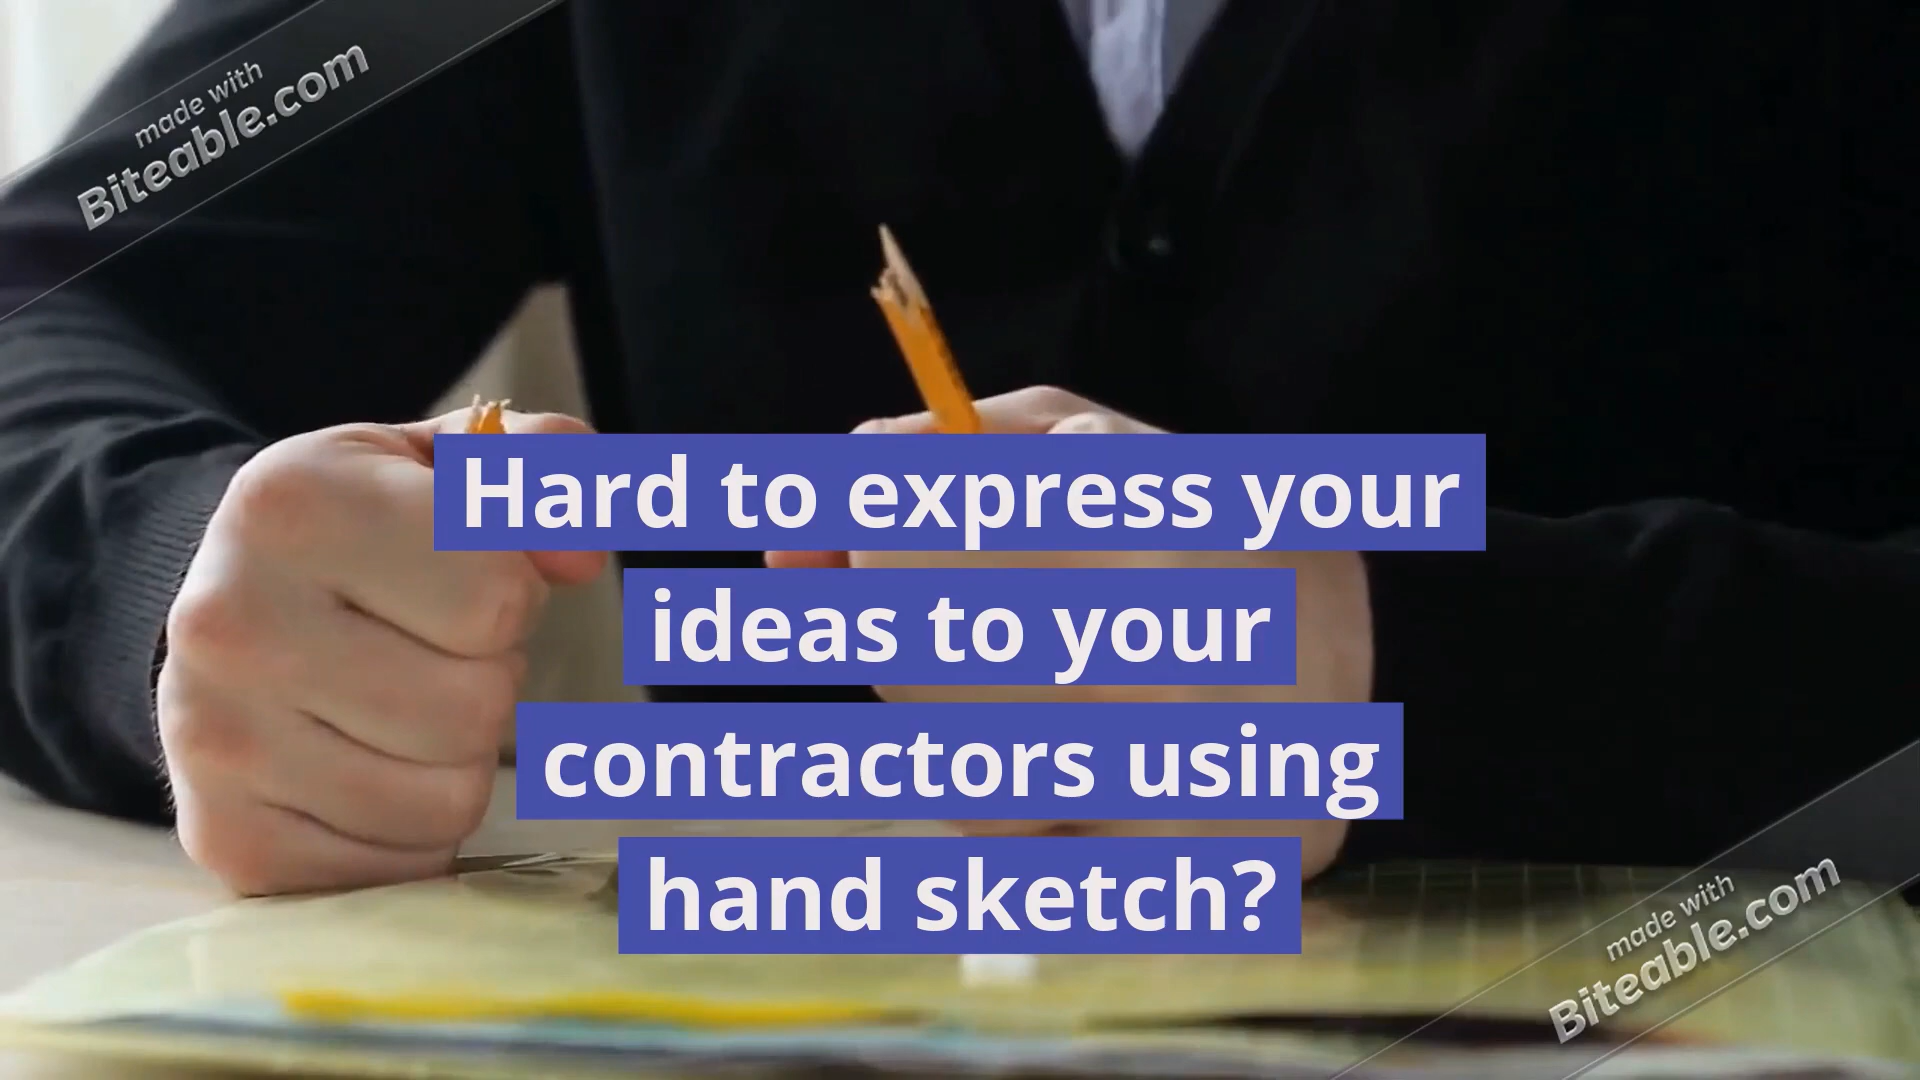 made with
Biteable.com
Hard to express your
ideas to your
contractors using
hand sketch?
made with
Biteable.com